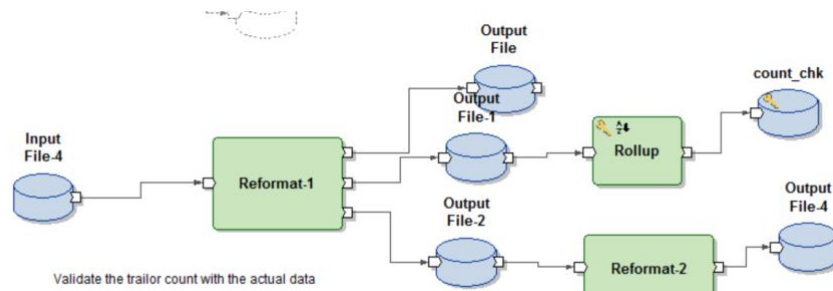 Output
File
count_chk
Output
File-1
Input
File-4
Reformat-1
Rollup
Output
File-2
Output
File-4
Reformat-2
Validate the trailor count with the actual data